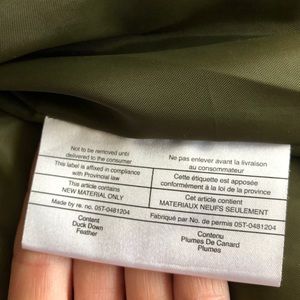 Not to be removed until
delivered to the consumer
This label is affixed in compliance
with Provincial law
This article contains
NEW MATERIAL ONLY
Made by re. no. 05T-0481204
Content
Duck Down
Feather
Ne pas enlever avant la livraison
au consommateur
Cette étiquette est apposée
conformément à la loi de la province
Cet article contient
MATERIAUX NEUFS SEULEMENT
Fabriqué par No. de permis 05T-0481204
Contenu
Plumes De Canard
Plumes